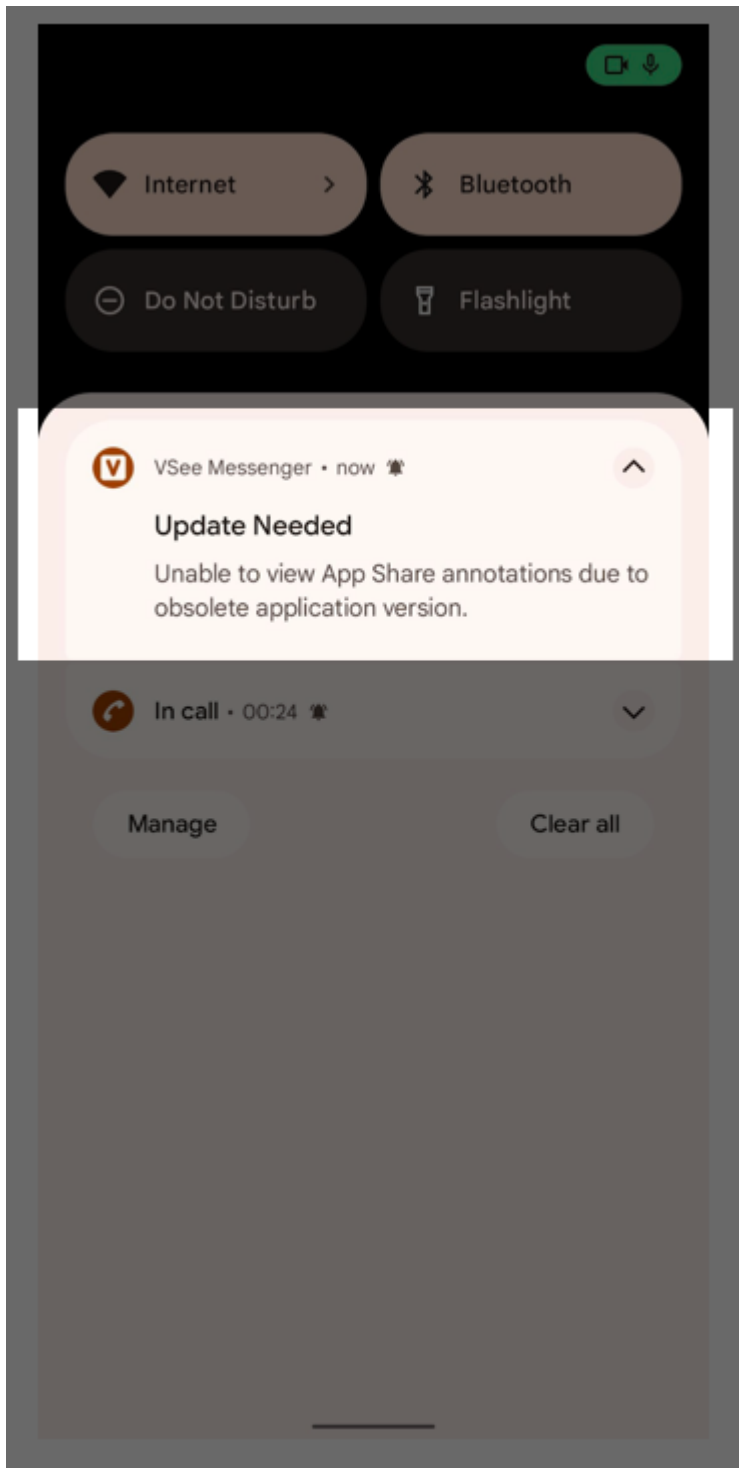 Internet
Bluetooth
Do Not Disturb
Flashlight
VSee Messenger • now
Update Needed
Unable to view App Share annotations due to
obsolete application version.
In call • 00:24
Manage
Clear all